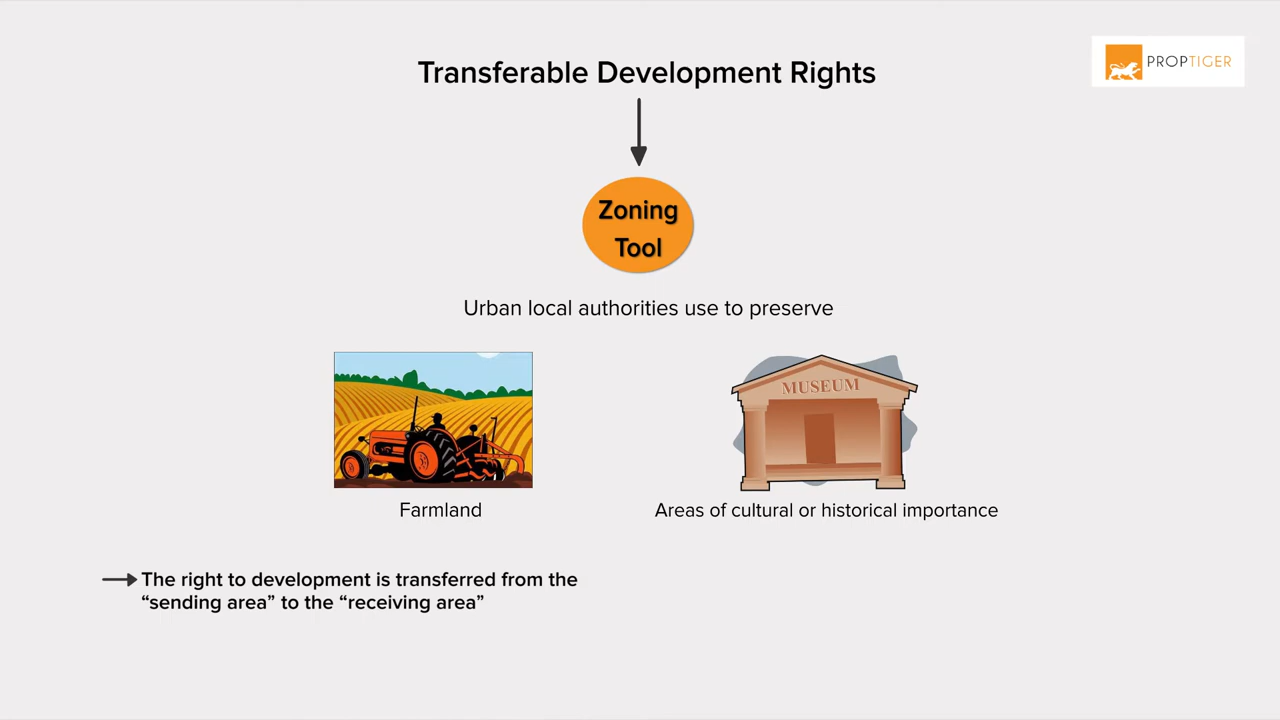 Transferable Development Rights
PROPTIGER
Zoning
Tool
Urban local authorities use to preserve
MUSEUM
Farmland
Areas of cultural or historical importance
The right to development is transferred from the
“sending area” to the “receiving area”